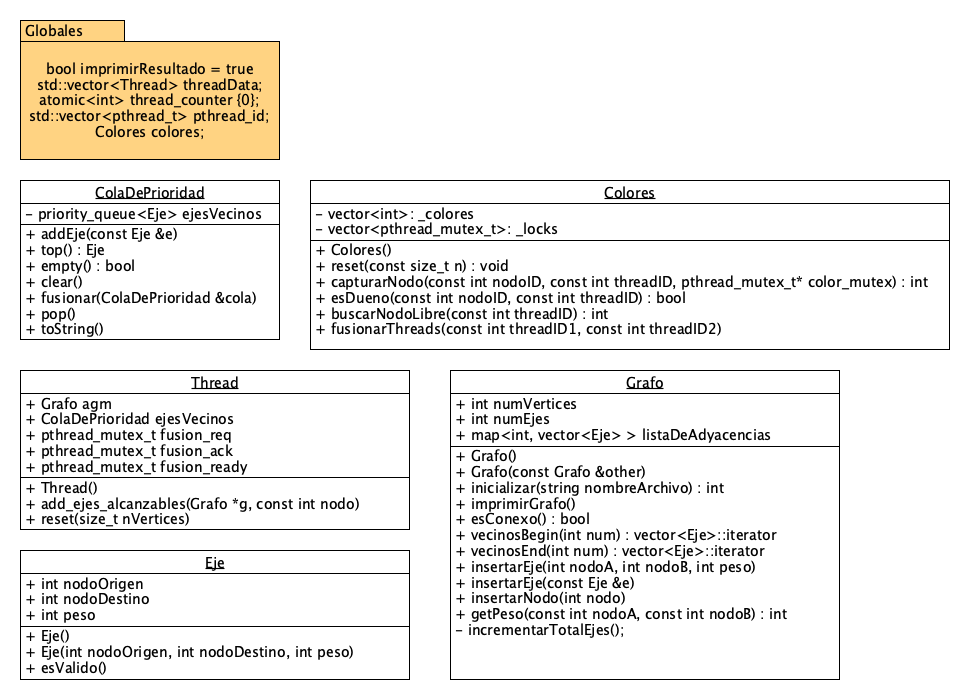 Globales
bool imprimirResultado = true
std::vector<Thread> threadData;
atomic<int> thread_counter {0};
std::vector<pthread_t> pthread_id;
Colores colores;
ColaDePrioridad
– priority_queue<Eje> ejesVecinos
+ addEje(const Eje &e)
+ top() : Eje
+ empty() : bool
+ clear()
+ fusionar(ColaDePrioridad &cola)
+ pop()
+ toString()
Colores
– vector<int>: _colores
– vector<pthread_mutex_t>: _locks
+ Colores()
+ reset(const size_t n) : void
+ capturarNodo(const int nodoID, const int threadID, pthread_mutex_t* color_mutex) : int
+ esDueno(const int nodoID, const int threadID) : bool
+ buscarNodoLibre(const int threadID) : int
+ fusionarThreads(const int threadID1, const int threadID2)
Thread
+ Grafo agm
+ ColaDePrioridad ejesVecinos
+ pthread_mutex_t fusion_req
+ pthread_mutex_t fusion_ack
+ pthread_mutex_t fusion_ready
+ Thread()
+ add_ejes_alcanzables(Grafo *g, const int nodo)
+ reset(size_t nVertices)
Grafo
+ int numVertices
+ int numEjes
+ map<int, vector<Eje> > listaDeAdyacencias
+ Grafo()
+ Grafo(const Grafo &other)
+ inicializar(string nombreArchivo) : int
+ imprimirGrafo()
+ esConexo() : bool
+ vecinosBegin(int num) : vector<Eje>::iterator
+ vecinosEnd(int num) : vector<Eje>::iterator
+ insertarEje(int nodoA, int nodoB, int peso)
+ insertarEje(const Eje &e)
+ insertarNodo(int nodo)
+ getPeso(const int nodoA, const int nodoB) : int
– incrementarTotalEjes();
Eje
+ int nodoOrigen
+ int nodoDestino
+ int peso
+ Eje()
+ Eje(int nodoOrigen, int nodoDestino, int peso)
+ esValido()